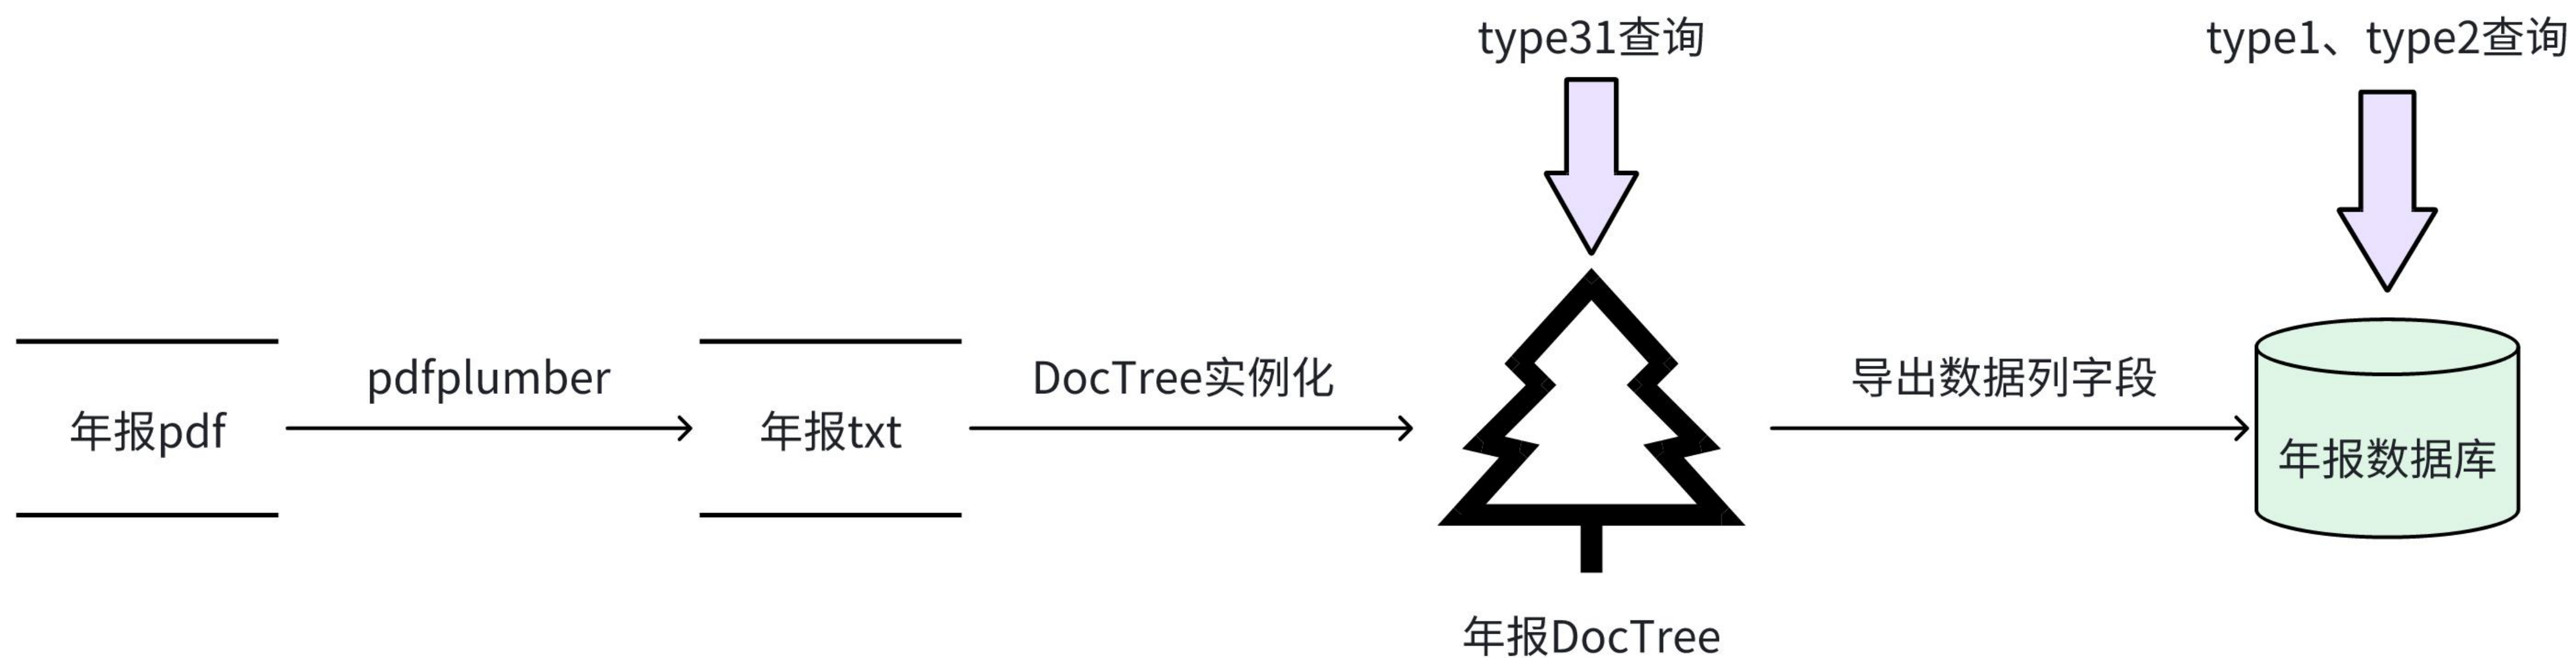 type31查询
type1、type2查询
pdfplumber
DocTree实例化
导出数据列字段
年报pdf
年报txt
年报数据库
年报DocTree